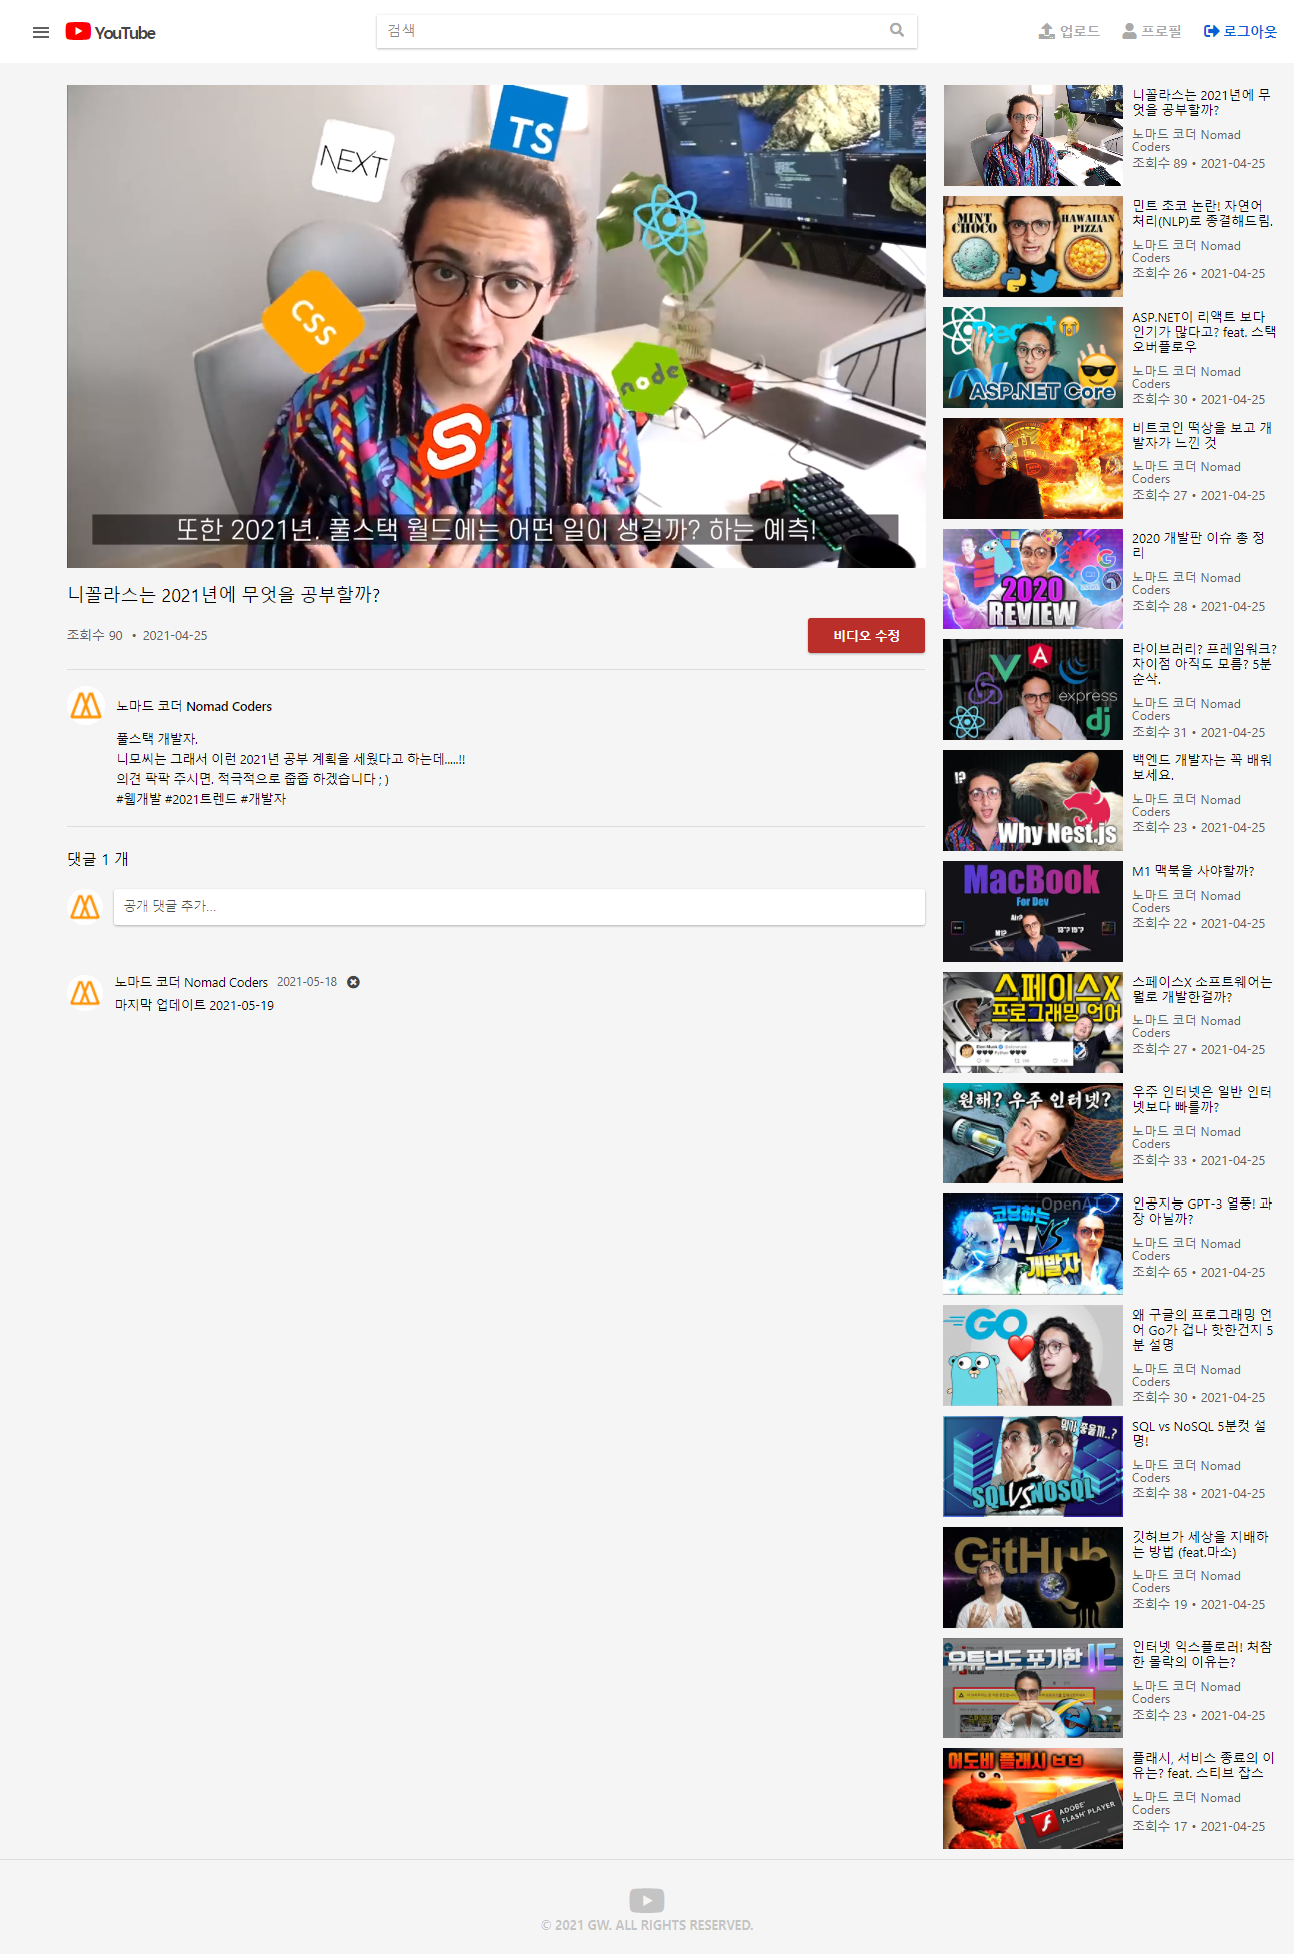 YouTube
검색
업로드
프로필
로그아웃
NEXT
TS
CSS
node
또한 2021년. 풀스택 월드에는 어떤 일이 생길까? 하는 예측!
니꼴라스는 2021년에 무엇을 공부할까?
조회수 90 • 2021-04-25
비디오 수정
노마드 코더 Nomad Coders
풀스택 개발자.
니모씨는 그래서 이런 2021년 공부 계획을 세웠다고 하는데.....!!
의견 팍팍 주시면. 적극적으로 줍줍 하겠습니다 ; )
#웹개발 #2021트렌드 #개발자
댓글 1 개
공개 댓글 추가...
노마드 코더 Nomad Coders 2021-05-18
마지막 업데이트 2021-05-19
니꼴라스는 2021년에 무
엇을 공부할까?
노마드 코더 Nomad
Coders
조회수 89 • 2021-04-25
MINT
CHOCO
HAWAIIAN
PIZZA
민트 초코 논란! 자연어
처리(NLP)로 종결해드림.
노마드 코더 Nomad
Coders
조회수 26 • 2021-04-25
React
ASP.NET Core
ASP.NET이 리액트 보다
인기가 많다고? feat. 스택
오버플로우
노마드 코더 Nomad
Coders
조회수 30 • 2021-04-25
비트코인 떡상을 보고 개
발자가 느낀 것
노마드 코더 Nomad
Coders
조회수 27 • 2021-04-25
2020
REVIEW
2020 개발판 이슈 총 정
리
노마드 코더 Nomad
Coders
조회수 28 • 2021-04-25
express
dj
라이브러리? 프레임워크?
차이점 아직도 모름? 5분
순삭.
노마드 코더 Nomad
Coders
조회수 31 • 2021-04-25
!?
Why Nest.js
백엔드 개발자는 꼭 배워
보세요.
노마드 코더 Nomad
Coders
조회수 23 • 2021-04-25
MacBook
For Dev
Air?
M1?
13"? 15"?
M1 맥북을 사야할까?
노마드 코더 Nomad
Coders
조회수 22 • 2021-04-25
스페이스X
프로그래밍 언어
스페이스X 소프트웨어는
뭘로 개발한걸까?
노마드 코더 Nomad
Coders
조회수 27 • 2021-04-25
원해? 우주 인터넷?
우주 인터넷은 일반 인터
넷보다 빠를까?
노마드 코더 Nomad
Coders
조회수 33 • 2021-04-25
OpenAI
코딩하는
AI VS
개발자
인공지능 GPT-3 열풍! 과
장 아닐까?
노마드 코더 Nomad
Coders
조회수 65 • 2021-04-25
GO
왜 구글의 프로그래밍 언
어 Go가 겁나 핫한건지 5
분 설명
노마드 코더 Nomad
Coders
조회수 30 • 2021-04-25
뭐가 좋을까..?
SQL VS NOSQL
SQL vs NoSQL 5분컷 설
명!
노마드 코더 Nomad
Coders
조회수 38 • 2021-04-25
GitHub
깃허브가 세상을 지배하
는 방법 (feat.마소)
노마드 코더 Nomad
Coders
조회수 19 • 2021-04-25
유튜브도 포기한 IE
인터넷 익스플로러! 처참
한 몰락의 이유는?
노마드 코더 Nomad
Coders
조회수 23 • 2021-04-25
어도비 플래시 ㅂㅂ
ADOBE
FLASH PLAYER
플래시, 서비스 종료의 이
유는? feat. 스티브 잡스
노마드 코더 Nomad
Coders
조회수 17 • 2021-04-25
© 2021 GW. ALL RIGHTS RESERVED.